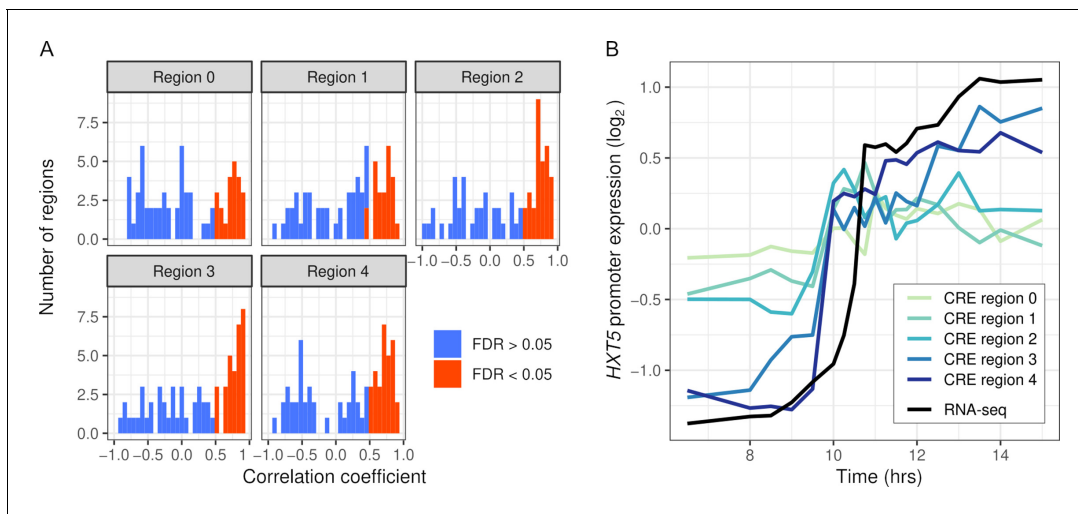 A
Region 0
Region 1
Region 2
7.5
5.0
2.5
0.0
Number of regions
−1.0 −0.5 0.0 0.5 1.0
Region 3
Region 4
7.5
5.0
2.5
0.0
FDR > 0.05
FDR < 0.05
−1.0 −0.5 0.0 0.5 1.0
−1.0 −0.5 0.0 0.5 1.0
Correlation coefficient
B
HXT5 promoter expression (log2)
1.0
0.5
0.0
−0.5
−1.0
CRE region 0
CRE region 1
CRE region 2
CRE region 3
CRE region 4
RNA-seq
8 10 12 14
Time (hrs)